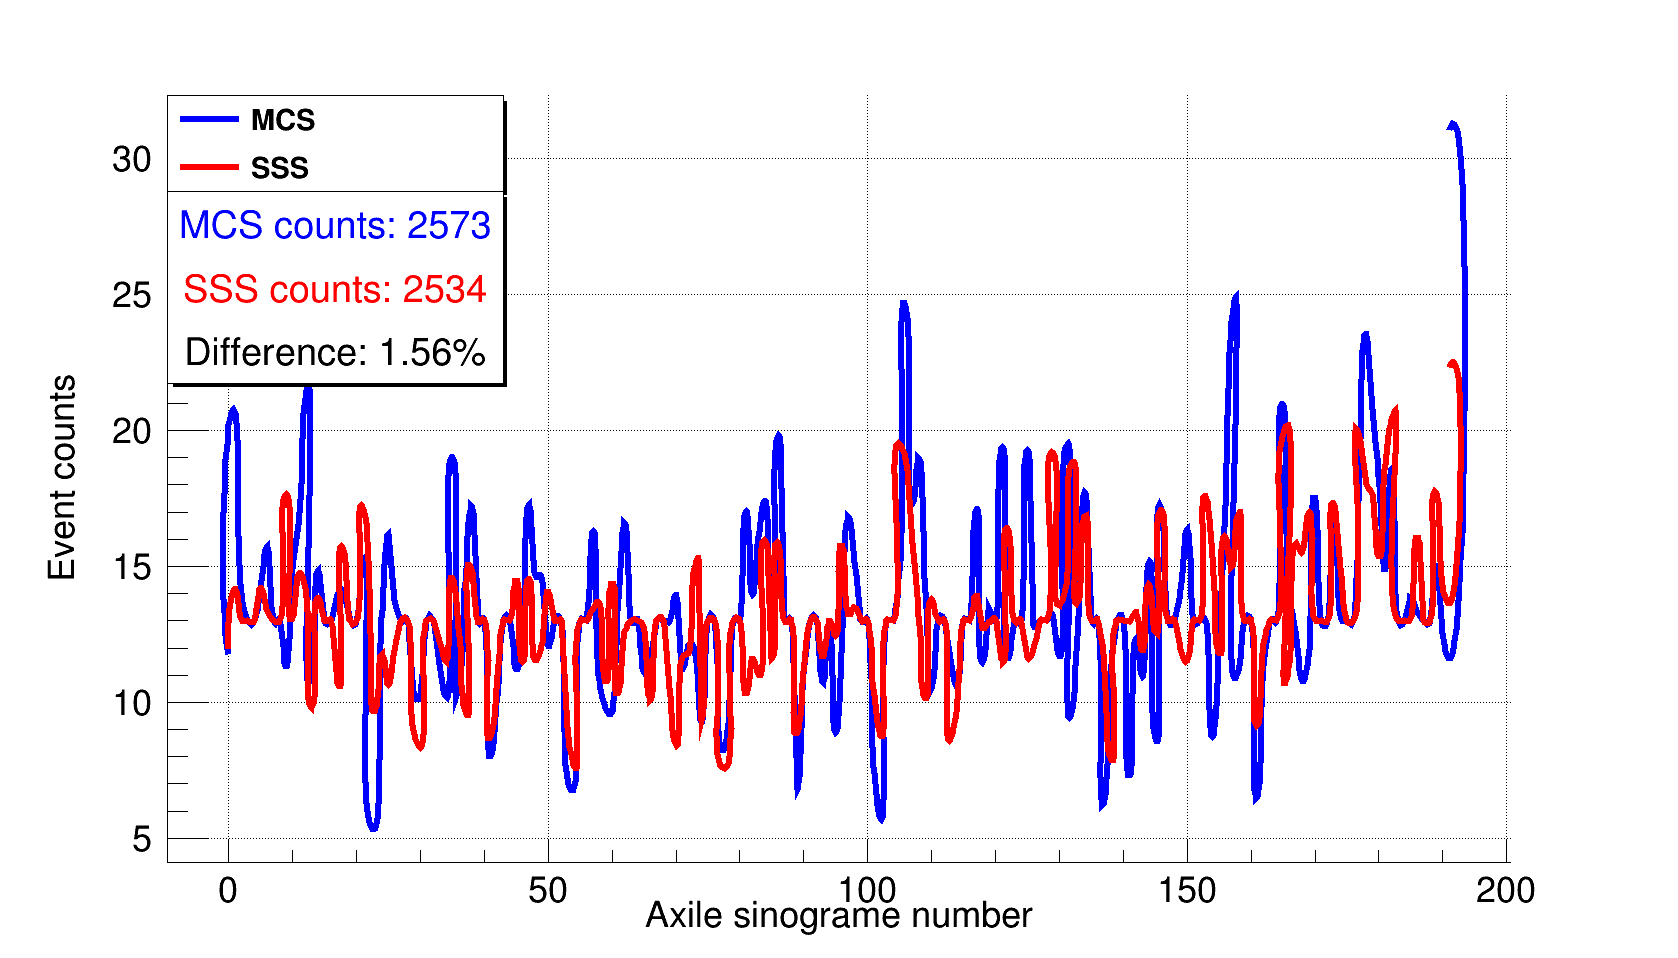 MCS
SSS
MCS counts: 2573
SSS counts: 2534
Difference: 1.56%
30
25
20
15
10
5
Event counts
0 50 100 150 200
Axile sinograme number